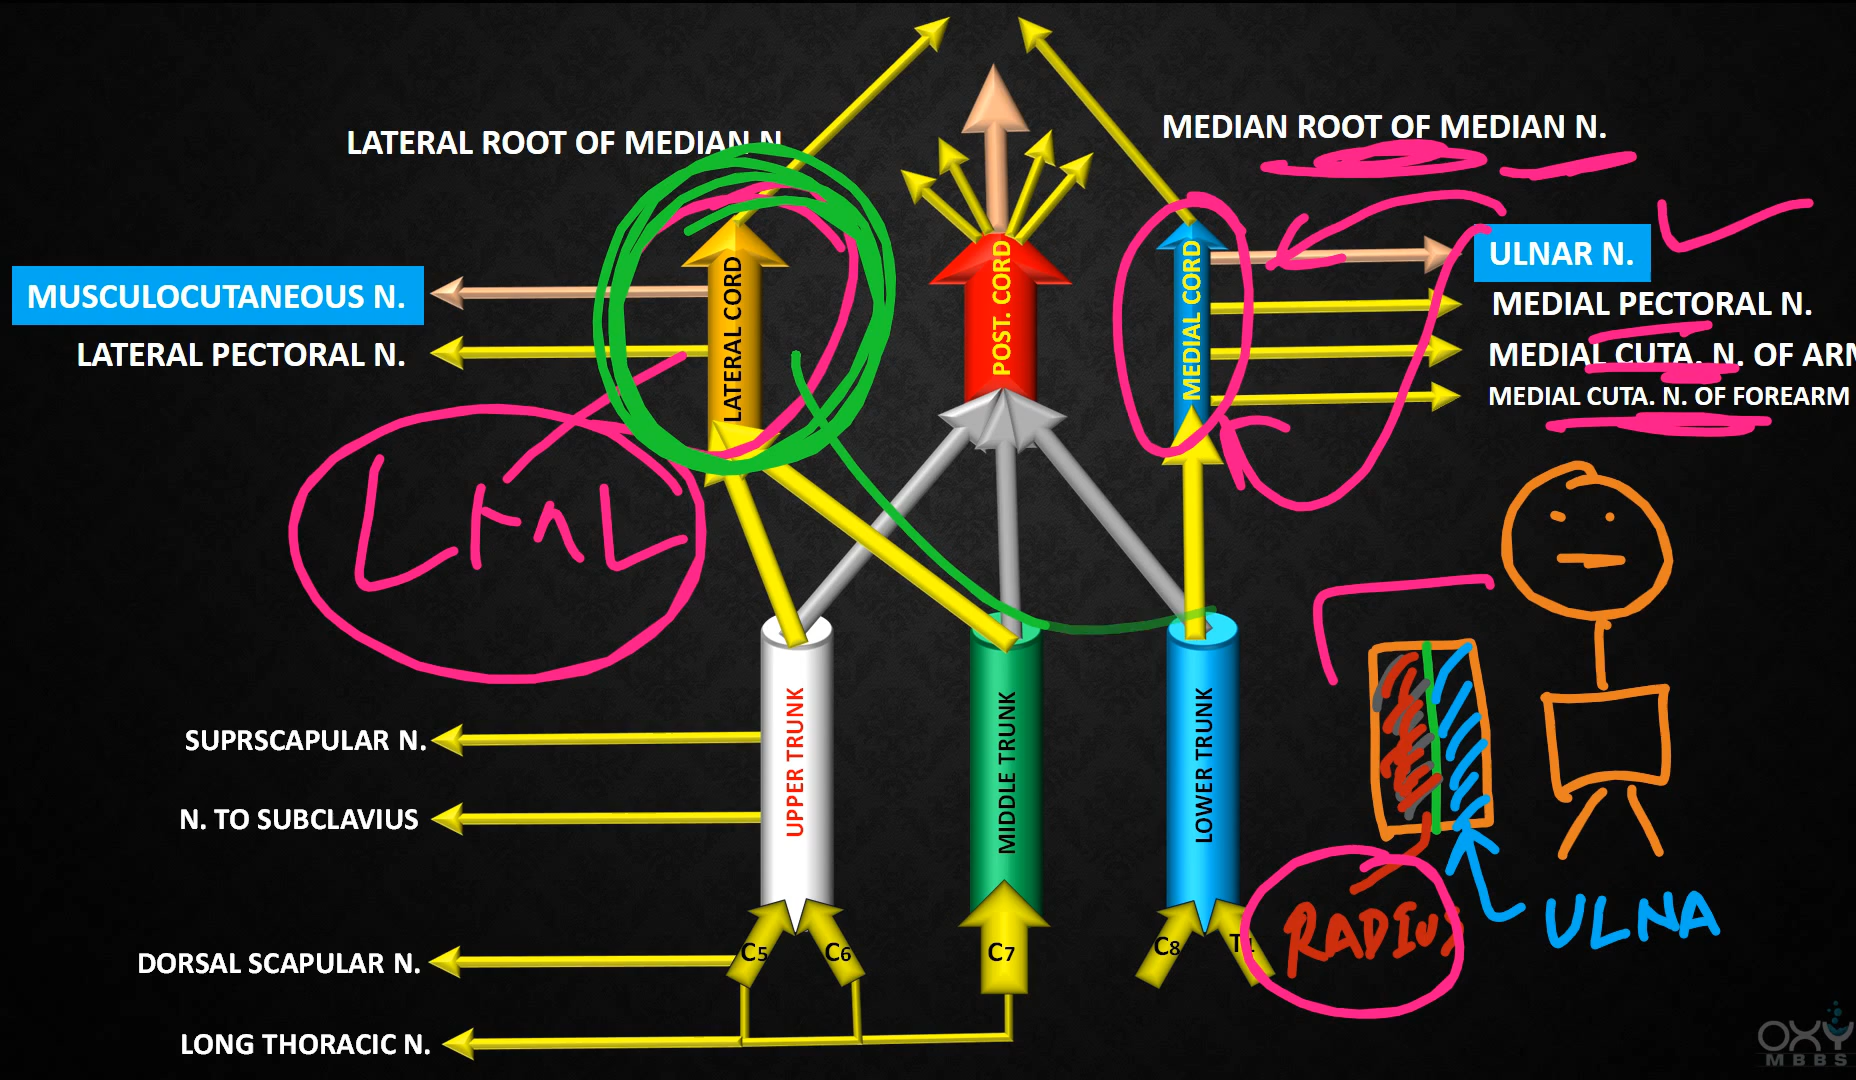 LATERAL ROOT OF MEDIAN N.
MEDIAN ROOT OF MEDIAN N.
MUSCULOCUTANEOUS N.
LATERAL PECTORAL N.
LATERAL CORD
POST. CORD
MEDIAL CORD
ULNAR N.
MEDIAL PECTORAL N.
MEDIAL CUTA. N. OF ARM
MEDIAL CUTA. N. OF FOREARM
LML
SUPRSCAPULAR N.
N. TO SUBCLAVIUS
DORSAL SCAPULAR N.
LONG THORACIC N.
UPPER TRUNK
MIDDLE TRUNK
LOWER TRUNK
C5
C6
C7
C8
T1
RADIUS
ULNA
OXY
MBBS